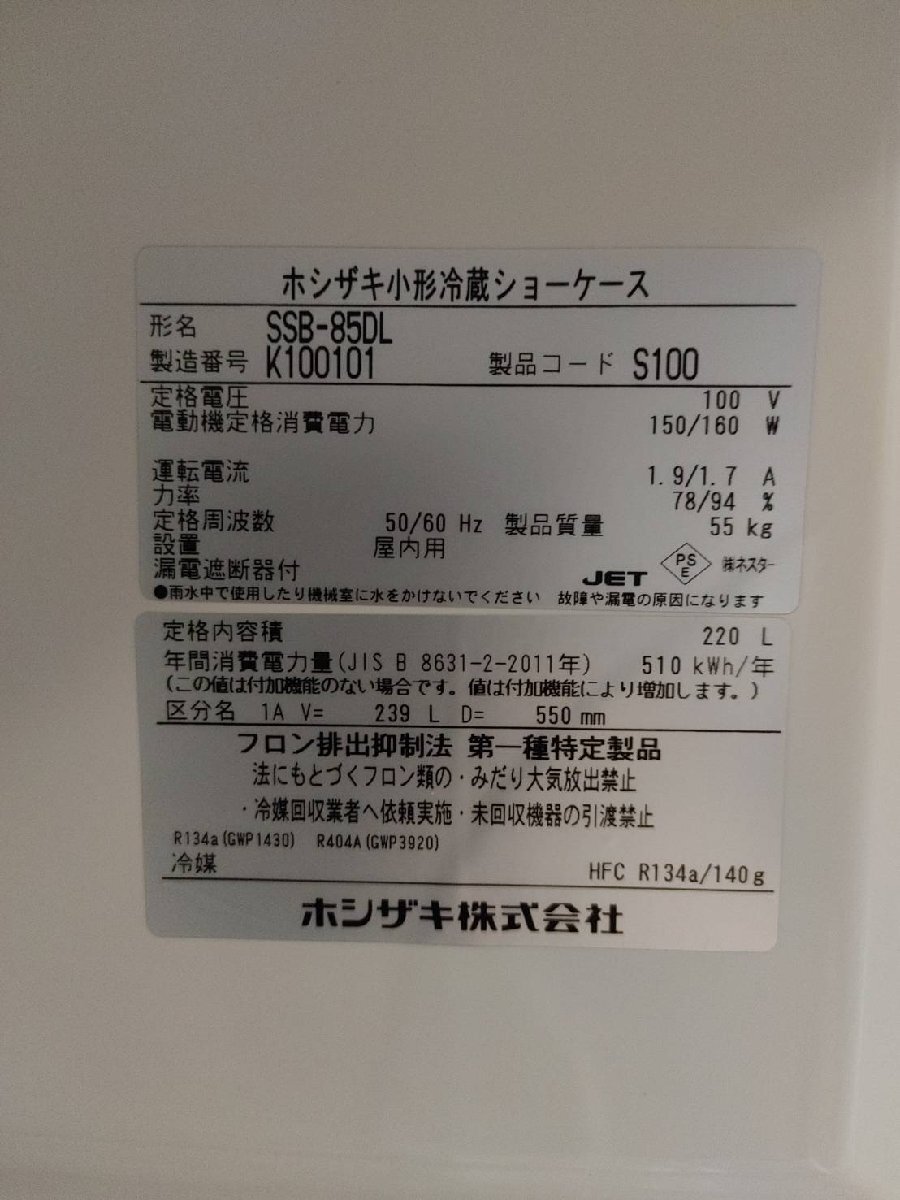 ホシザキ小形冷蔵ショーケース
形名 SSB-85DL
製造番号 K100101 製品コード S100
定格電圧 100 V
電動機定格消費電力 150/160 W
運転電流 1.9/1.7 A
力率 78/94 %
定格周波数 50/60 Hz 製品質量 55 kg
設置 屋内用
漏電遮断器付 JET PSE ㈱ネスター
●雨水中で使用したり機械室に水をかけないでください 故障や漏電の原因になります
定格内容積 220 L
年間消費電力量(JIS B 8631-2-2011年) 510 kWh/年
(この値は付加機能のない場合です。値は付加機能により増加します。)
区分名 1A V= 239 L D= 550 mm
フロン排出抑制法 第一種特定製品
法にもとづくフロン類の・みだり大気放出禁止
・冷媒回収業者へ依頼実施・未回収機器の引渡禁止
R134a(GWP1430) R404A(GWP3920)
冷媒 HFC R134a/140g
ホシザキ株式会社